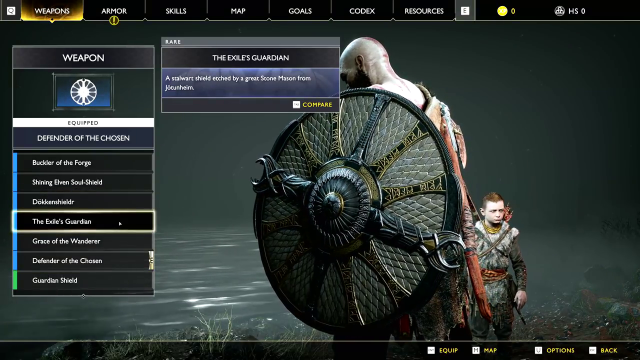 Q
WEAPONS
ARMOR
SKILLS
MAP
GOALS
CODEX
RESOURCES
E
0
HS 0
WEAPON
EQUIPPED
DEFENDER OF THE CHOSEN
Buckler of the Forge
Shining Elven Soul-Shield
Dökkenshieldr
The Exile's Guardian
Grace of the Wanderer
Defender of the Chosen
Guardian Shield
RARE
THE EXILE'S GUARDIAN
A stalwart shield etched by a great Stone Mason from
Jötunheim.
COMPARE
EQUIP
MAP
OPTIONS
BACK